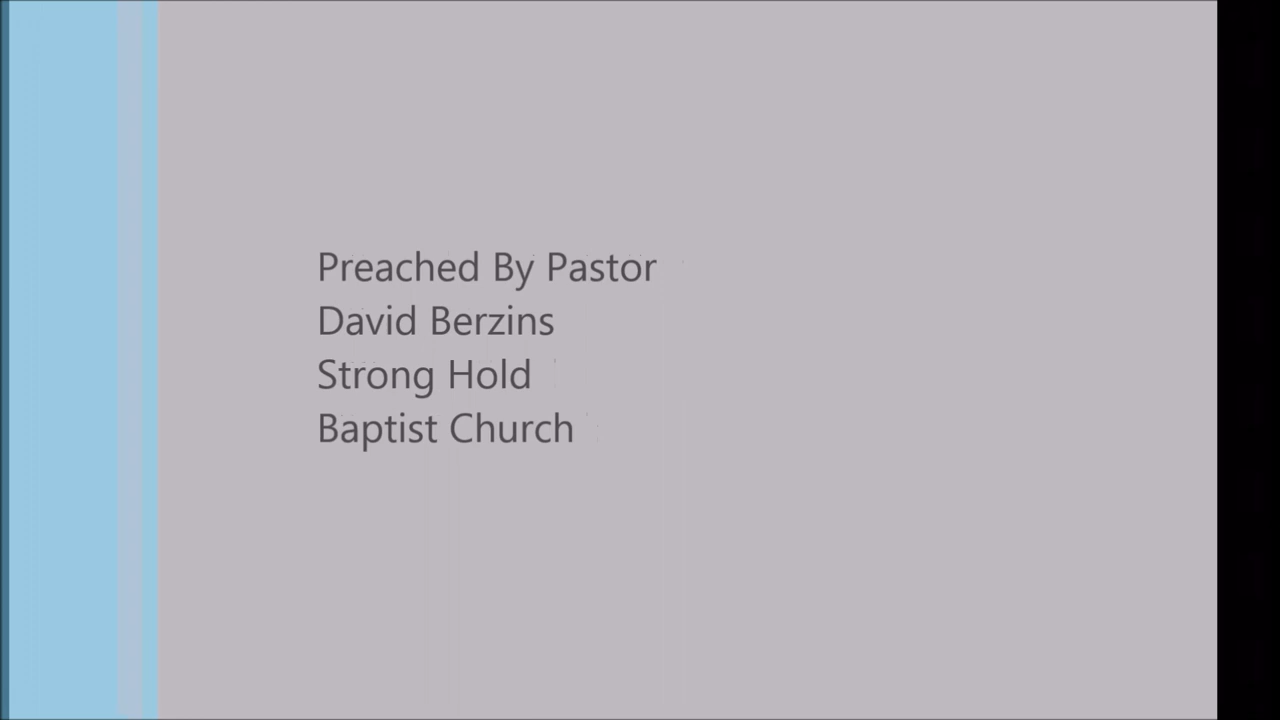 Preached By Pastor
David Berzins
Strong Hold
Baptist Church